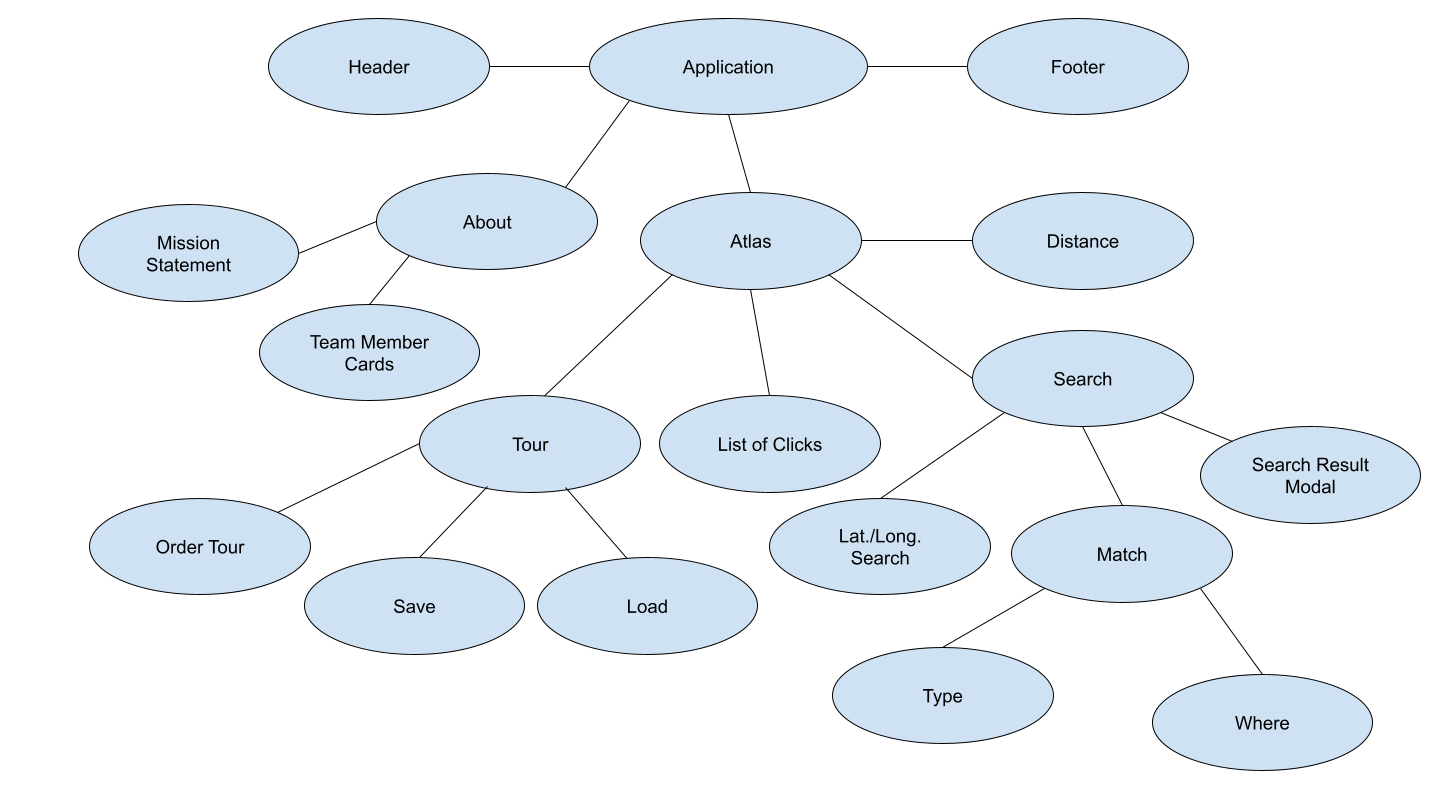 Header
Application
Footer
About
Mission
Statement
Atlas
Distance
Team Member
Cards
Search
Tour
List of Clicks
Search Result
Modal
Order Tour
Lat./Long.
Search
Match
Save
Load
Type
Where